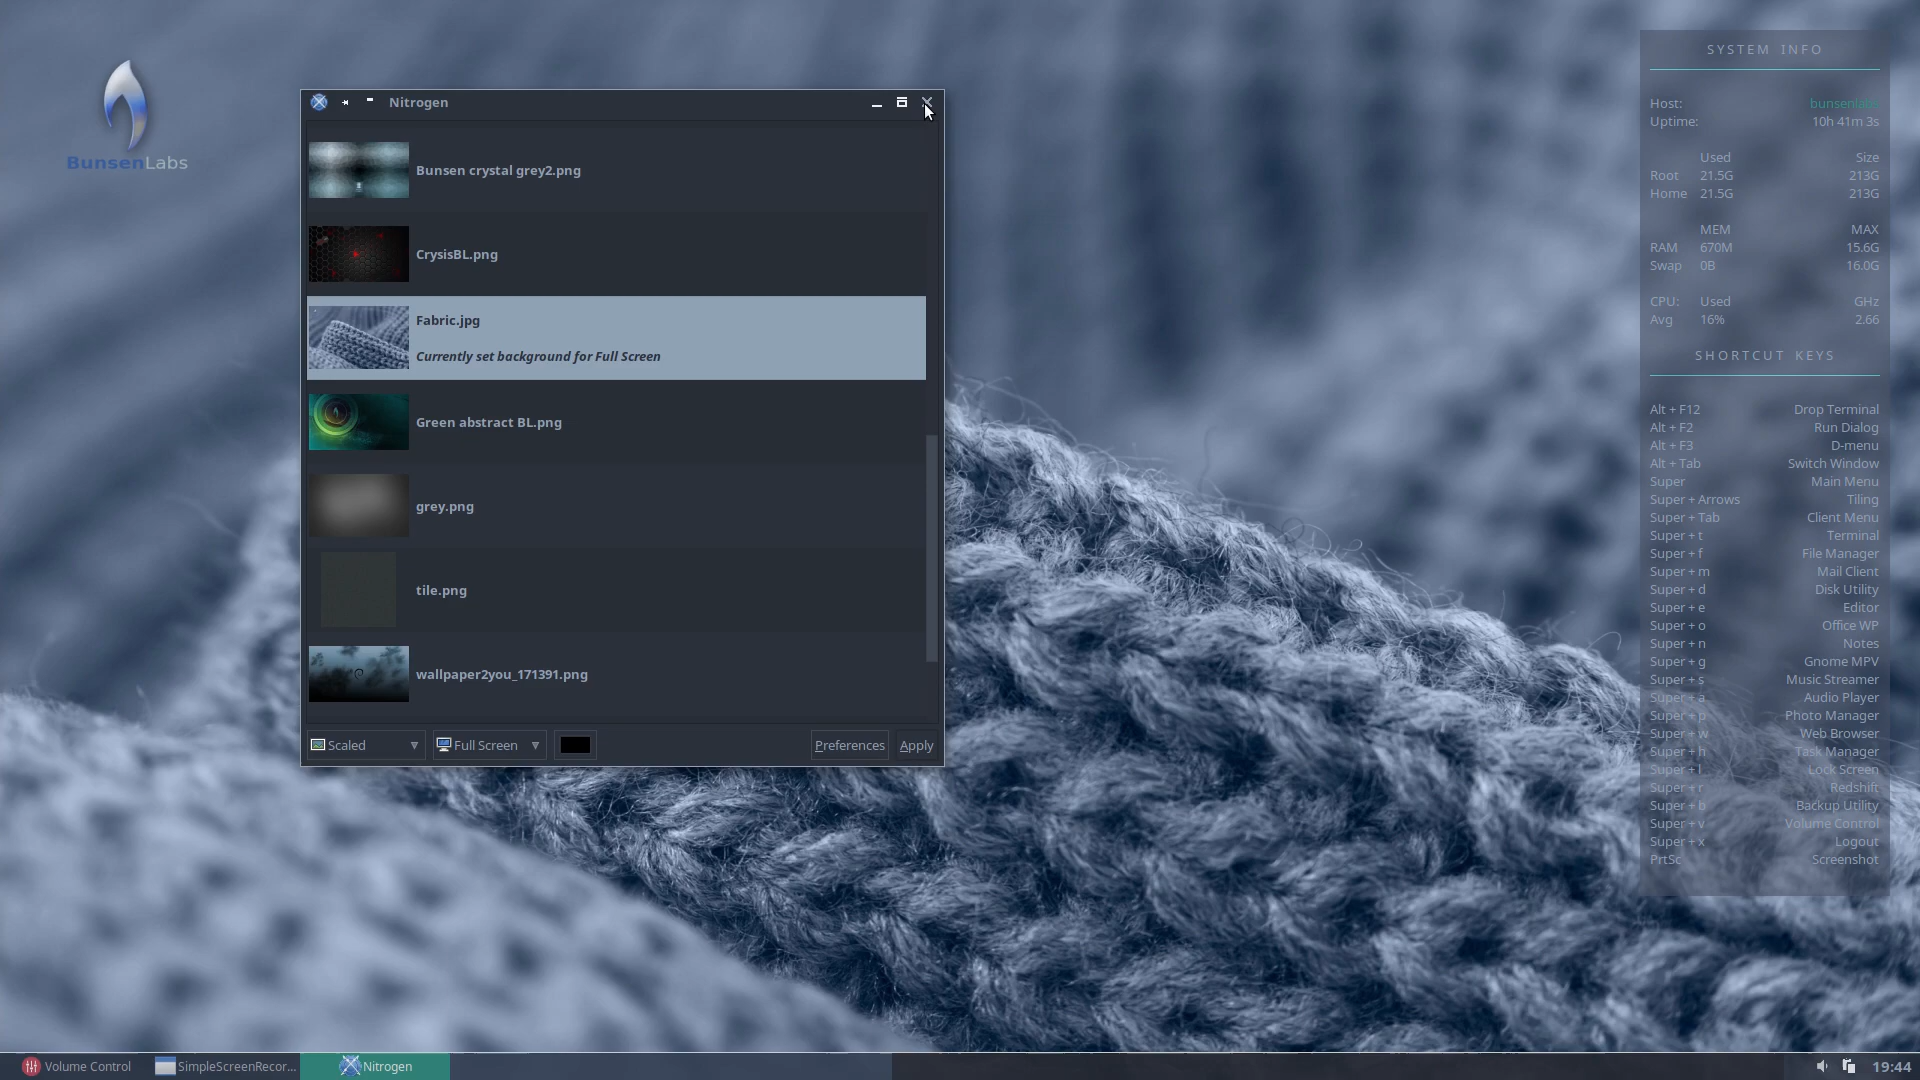 BunsenLabs
Nitrogen
Bunsen crystal grey2.png
CrysisBL.png
Fabric.jpg
Currently set background for Full Screen
Green abstract BL.png
grey.png
tile.png
wallpaper2you_171391.png
Scaled
Full Screen
Preferences
Apply
SYSTEM INFO
Host: bunsenlabs
Uptime: 10h 41m 3s
Used Size
Root 21.5G 213G
Home 21.5G 213G
MEM MAX
RAM 670M 15.6G
Swap 0B 16.0G
CPU: Used GHz
Avg 16% 2.66
SHORTCUT KEYS
Alt + F12 Drop Terminal
Alt + F2 Run Dialog
Alt + F3 D-menu
Alt + Tab Switch Window
Super Main Menu
Super + Arrows Tiling
Super + Tab Client Menu
Super + t Terminal
Super + f File Manager
Super + m Mail Client
Super + d Disk Utility
Super + e Editor
Super + o Office WP
Super + n Notes
Super + g Gnome MPV
Super + s Music Streamer
Super + a Audio Player
Super + p Photo Manager
Super + w Web Browser
Super + h Task Manager
Super + l Lock Screen
Super + r Redshift
Super + b Backup Utility
Super + v Volume Control
Super + x Logout
PrtSc Screenshot
Volume Control
SimpleScreenRecor...
Nitrogen
19:44